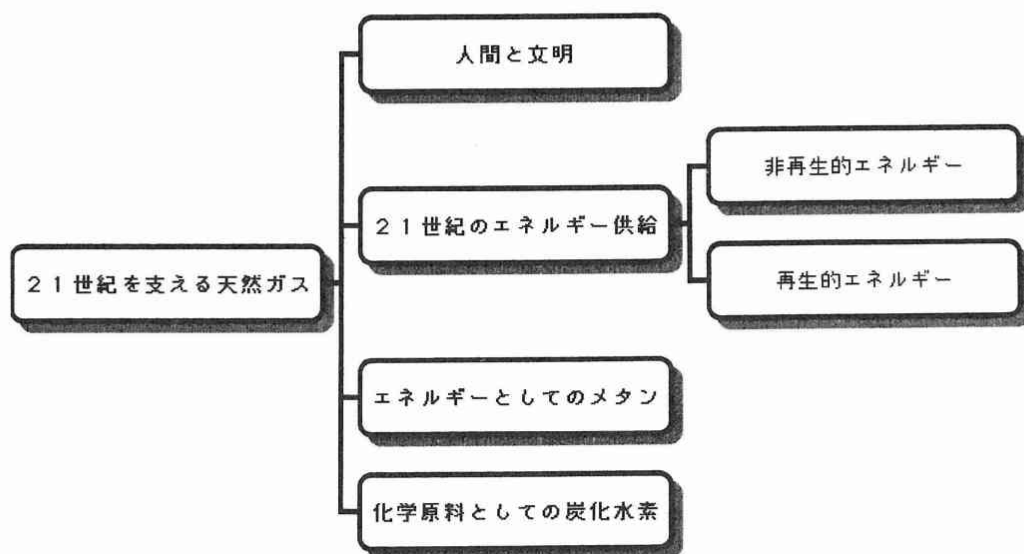 人間と文明
非再生的エネルギー
21世紀のエネルギー供給
再生的エネルギー
21世紀を支える天然ガス
エネルギーとしてのメタン
化学原料としての炭化水素